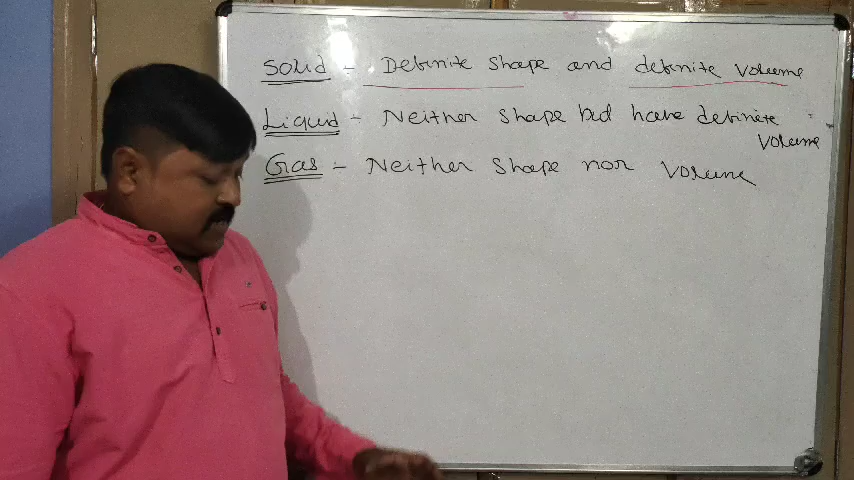 Solid - Definite Shape and definite Volume
Liquid - Neither Shape but have definite
Volume
Gas - Neither Shape nor Volume